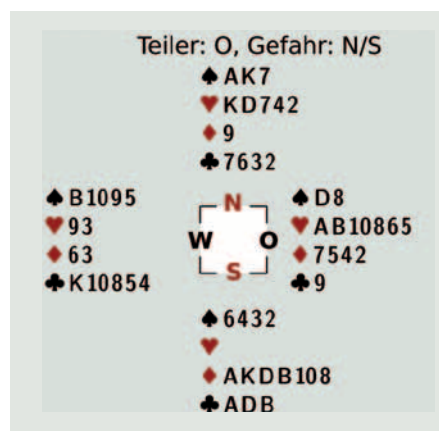 Teiler: O, Gefahr: N/S
♠ AK7
♥ KD742
♦ 9
♣ 7632
♠ B1095
♥ 93
♦ 63
♣ K10854
N
W O
S
♠ D8
♥ AB10865
♦ 7542
♣ 9
♠ 6432
♥
♦ AKDB108
♣ ADB